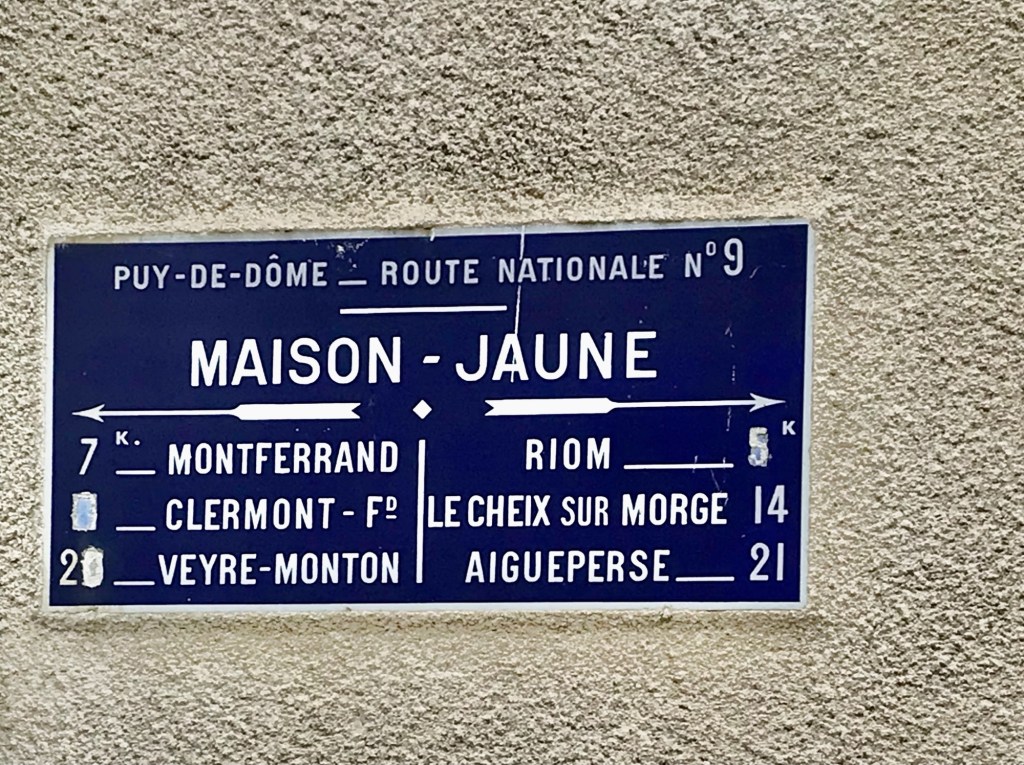 PUY-DE-DÔME _ ROUTE NATIONALE Nº 9
MAISON - JAUNE
7 K. _ MONTFERRAND
_ CLERMONT - Fᴰ
_ VEYRE-MONTON
RIOM _ K
LE CHEIX SUR MORGE 14
AIGUEPERSE _ 21